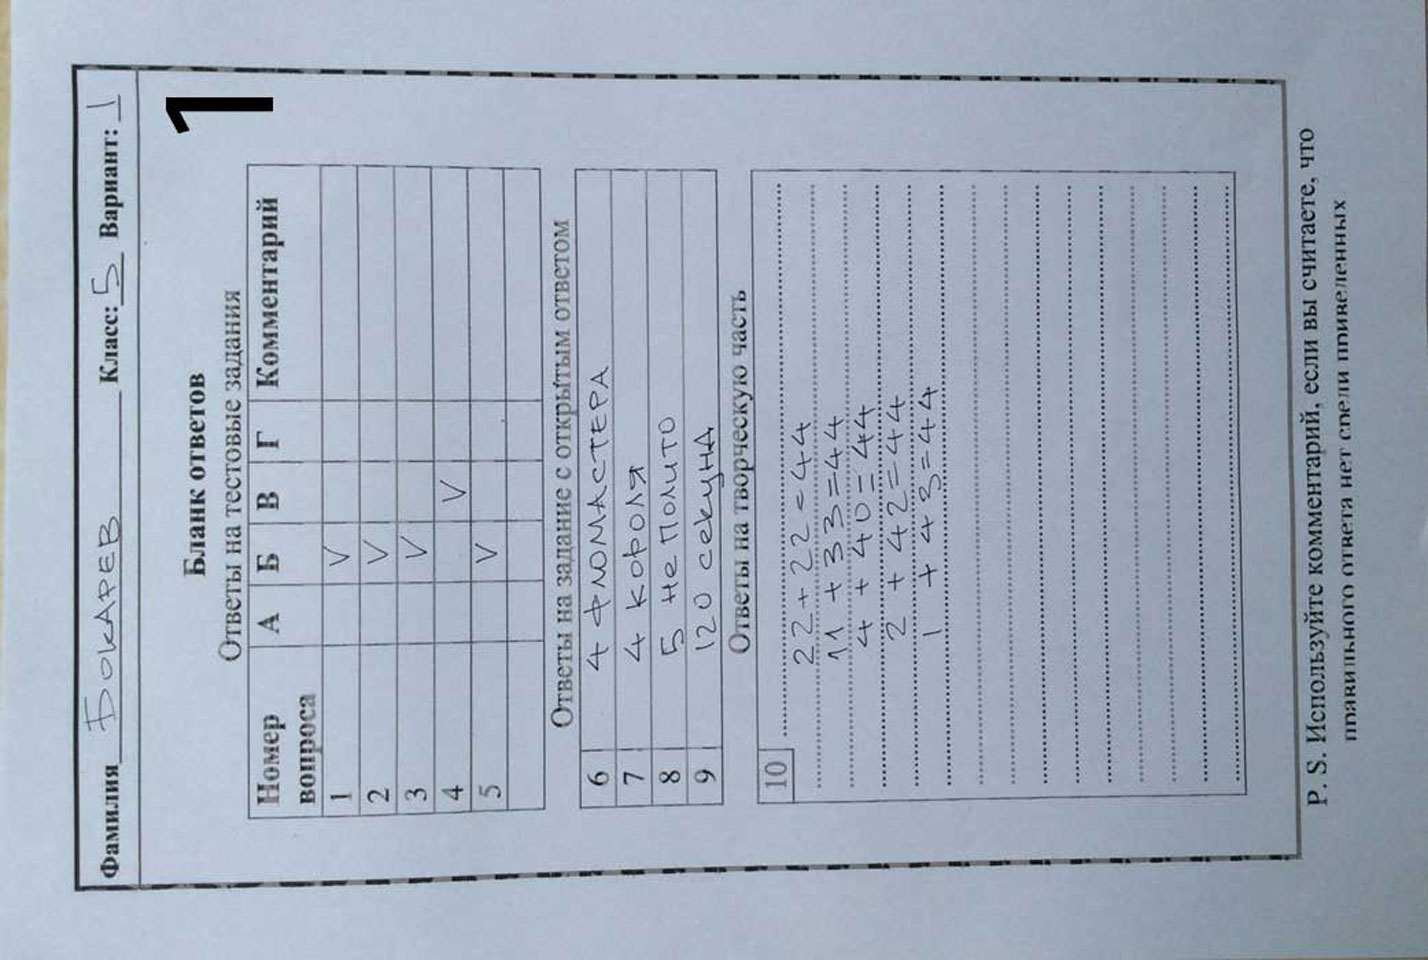 Фамилия БОКАРЕВ Класс: 5 Вариант: 1
1
Бланк ответов
Ответы на тестовые задания
Номер вопроса А Б В Г Комментарий
1 V
2 V
3 V
4 V
5 V
Ответы на задание с открытым ответом
6 4 ФЛОМАСТЕРА
7 4 КОРОЛЯ
8 5 НЕ ПОЛИТО
9 120 секунд
Ответы на творческую часть
10
22+22=44
11+33=44
4+40=44
2+42=44
1+43=44
P. S. Используйте комментарий, если вы считаете, что
правильного ответа нет среди приведенных